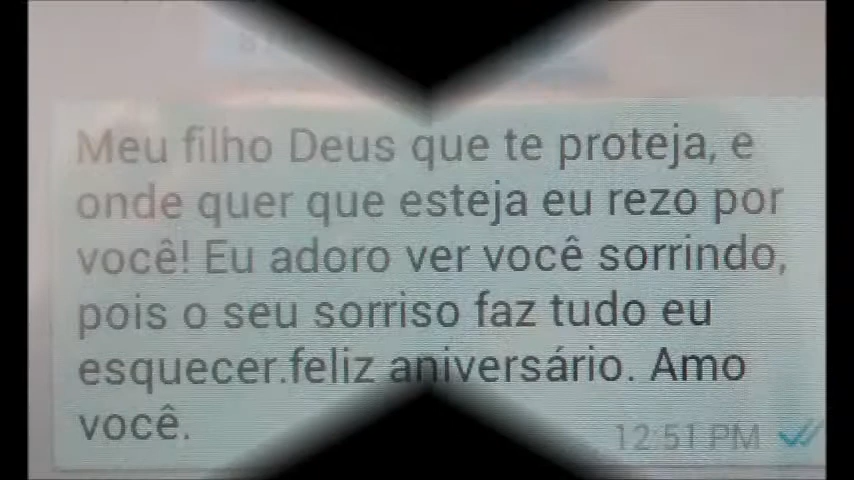 Meu filho Deus que te proteja, e
onde quer que esteja eu rezo por
você! Eu adoro ver você sorrindo,
pois o seu sorriso faz tudo eu
esquecer.feliz aniversário. Amo
você.
12:51 PM